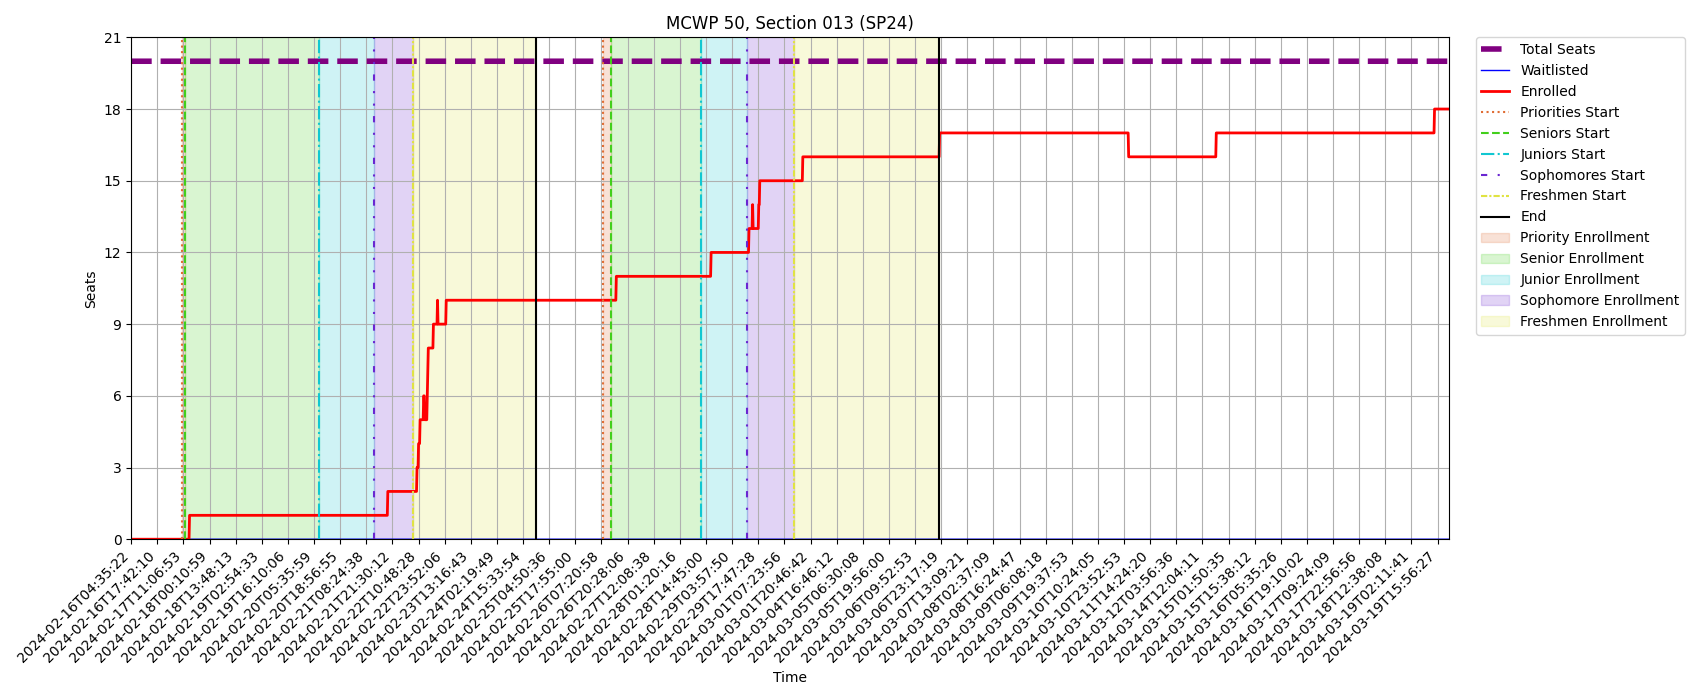 MCWP 50, Section 013 (SP24)
Seats
21
18
15
12
9
6
3
0
2024-02-16T04:35:22
2024-02-16T17:42:10
2024-02-17T11:06:53
2024-02-18T00:10:59
2024-02-18T13:48:13
2024-02-19T02:54:33
2024-02-19T16:10:06
2024-02-20T05:35:59
2024-02-20T18:56:55
2024-02-21T08:24:38
2024-02-21T21:30:12
2024-02-22T10:48:28
2024-02-22T23:52:06
2024-02-23T13:16:43
2024-02-24T02:19:49
2024-02-24T15:33:54
2024-02-25T04:50:36
2024-02-25T17:55:00
2024-02-26T07:20:58
2024-02-26T20:28:06
2024-02-27T12:08:38
2024-02-28T01:20:16
2024-02-28T14:45:00
2024-02-29T03:57:50
2024-02-29T17:47:28
2024-03-01T07:23:56
2024-03-01T20:46:42
2024-03-04T16:46:12
2024-03-05T06:30:08
2024-03-05T19:56:00
2024-03-06T09:52:53
2024-03-06T23:17:19
2024-03-07T13:09:21
2024-03-08T02:37:09
2024-03-08T16:24:47
2024-03-09T06:08:18
2024-03-09T19:37:53
2024-03-10T10:24:05
2024-03-10T23:52:53
2024-03-11T14:24:20
2024-03-12T03:56:36
2024-03-14T12:04:11
2024-03-15T01:50:35
2024-03-15T15:38:12
2024-03-16T05:35:26
2024-03-16T19:10:02
2024-03-17T09:24:09
2024-03-17T22:56:56
2024-03-18T12:38:08
2024-03-19T02:11:41
2024-03-19T15:56:27
Time
Total Seats
Waitlisted
Enrolled
Priorities Start
Seniors Start
Juniors Start
Sophomores Start
Freshmen Start
End
Priority Enrollment
Senior Enrollment
Junior Enrollment
Sophomore Enrollment
Freshmen Enrollment